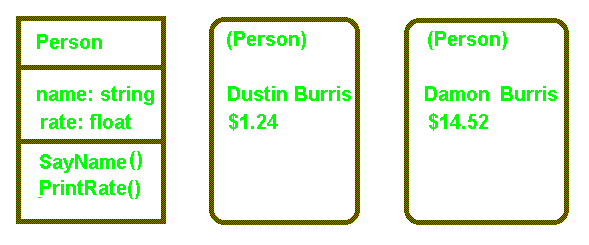 Person
name: string
rate: float
SayName()
PrintRate()
(Person)
Dustin Burris
$1.24
(Person)
Damon Burris
$14.52